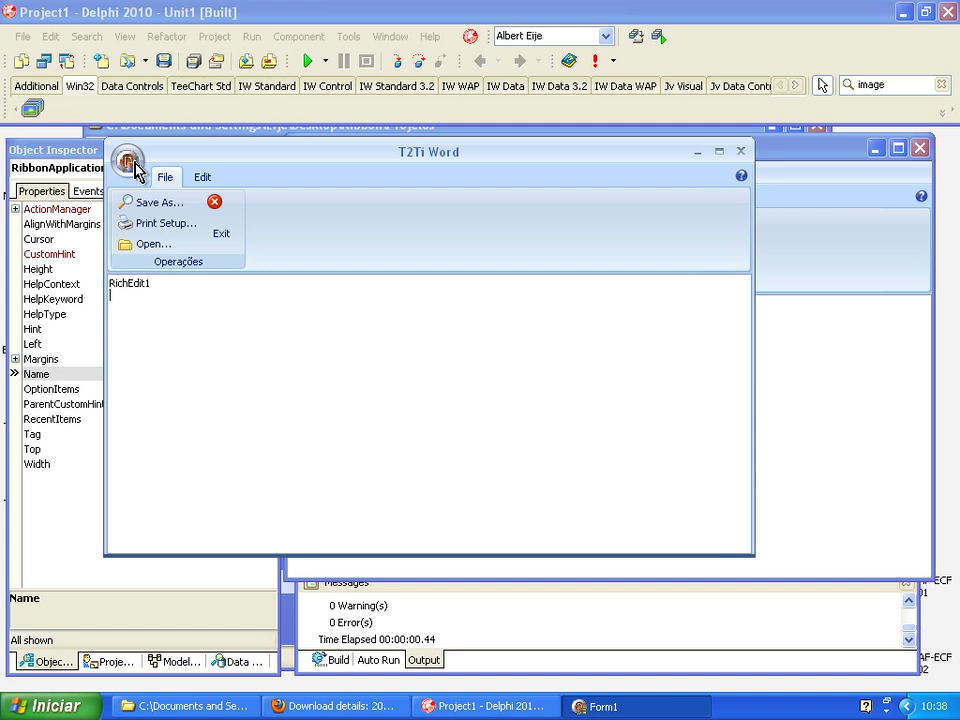 Project1 - Delphi 2010 - Unit1 [Built]
File Edit Search View Refactor Project Run Component Tools Window Help
Albert Eije
Additional Win32 Data Controls TeeChart Std IW Standard IW Control IW Standard 3.2 IW WAP IW Data IW Data 3.2 IW Data WAP Jv Visual Jv Data Conti
image
Object Inspector
RibbonApplication
Properties Events
ActionManager
AlignWithMargins
Cursor
CustomHint
Height
HelpContext
HelpKeyword
HelpType
Hint
Left
Margins
Name
OptionItems
ParentCustomHin
RecentItems
Tag
Top
Width
Name
All shown
Objec... Proje... Model... Data ...
T2Ti Word
File Edit
Save As...
Print Setup...
Open...
Exit
Operações
RichEdit1
Messages
0 Warning(s)
0 Error(s)
Time Elapsed 00:00:00.44
Build Auto Run Output
Iniciar
C:\Documents and Se...
Download details: 20...
Project1 - Delphi 2010...
Form1
10:38